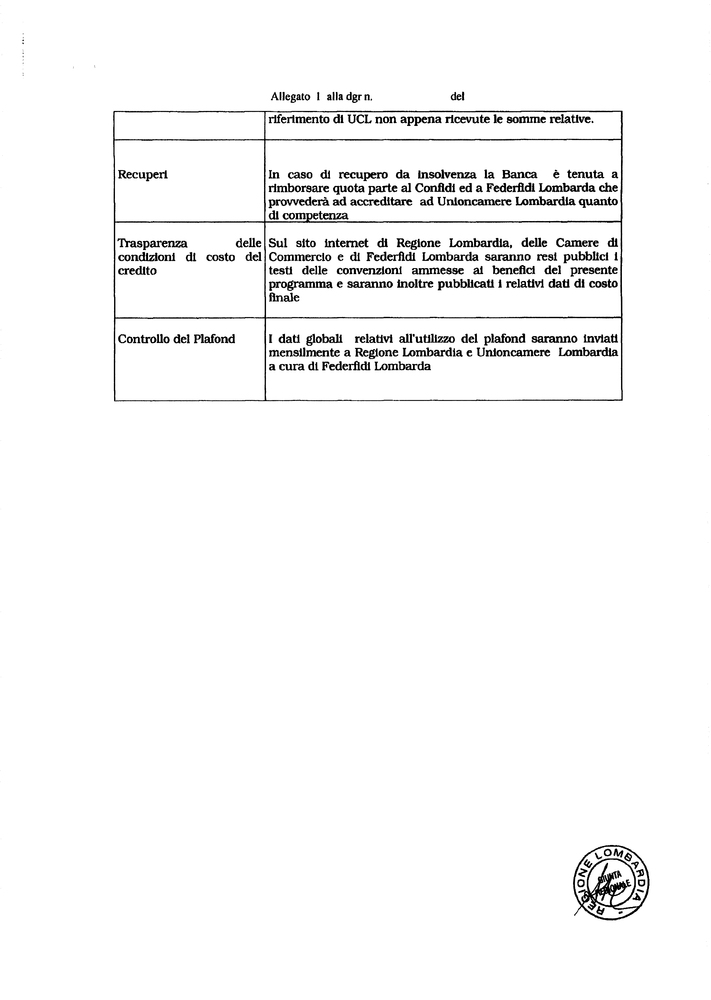 Allegato 1 alla dgr n. del
riferimento di UCL non appena ricevute le somme relative.
Recuperi
In caso di recupero da insolvenza la Banca è tenuta a
rimborsare quota parte al Confidi ed a Federfidi Lombarda che
provvederà ad accreditare ad Unioncamere Lombardia quanto
di competenza
Trasparenza delle
condizioni di costo del
credito
Sul sito internet di Regione Lombardia, delle Camere di
Commercio e di Federfidi Lombarda saranno resi pubblici i
testi delle convenzioni ammesse ai benefici del presente
programma e saranno inoltre pubblicati i relativi dati di costo
finale
Controllo del Plafond
I dati globali relativi all'utilizzo del plafond saranno inviati
mensilmente a Regione Lombardia e Unioncamere Lombardia
a cura di Federfidi Lombarda
REGIONE LOMBARDIA -
GIUNTA
REGIONALE